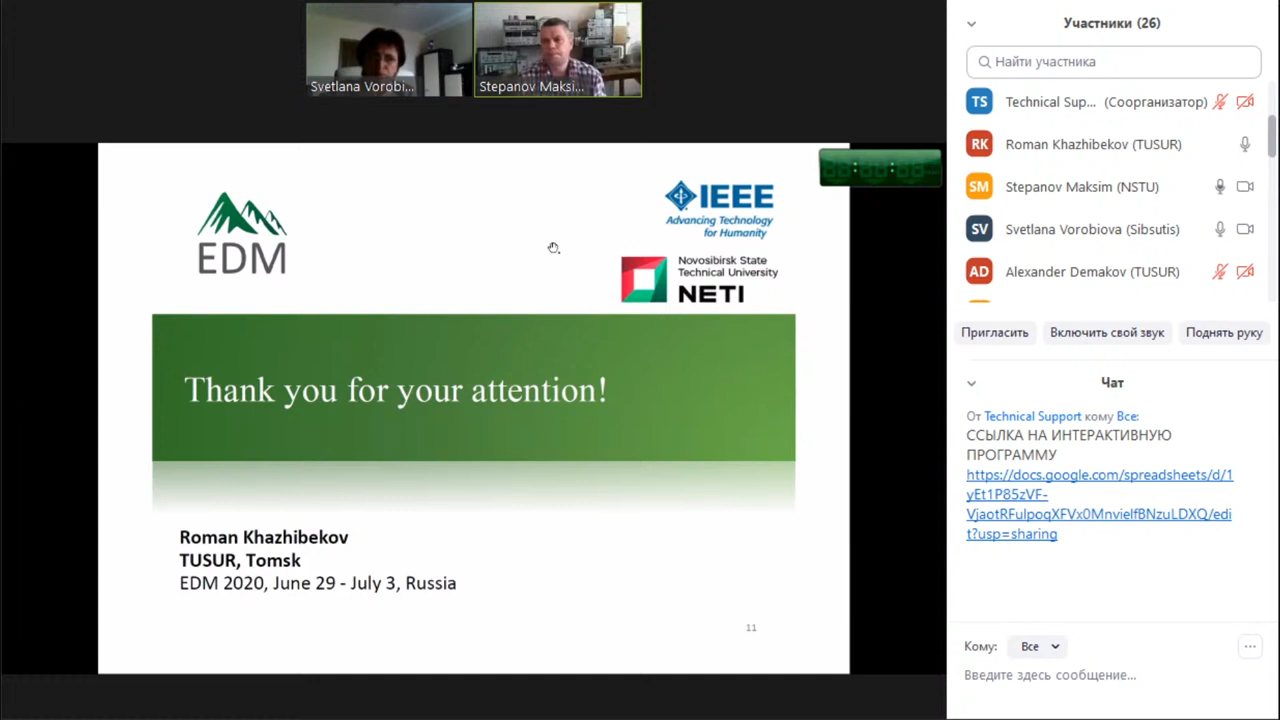 Svetlana Vorobi...
Stepanov Maksi...
EDM
IEEE
Advancing Technology
for Humanity
Novosibirsk State
Technical University
NETI
Thank you for your attention!
Roman Khazhibekov
TUSUR, Tomsk
EDM 2020, June 29 - July 3, Russia
11
Участники (26)
Найти участника
TS Technical Sup... (Соорганизатор)
RK Roman Khazhibekov (TUSUR)
SM Stepanov Maksim (NSTU)
SV Svetlana Vorobiova (Sibsutis)
AD Alexander Demakov (TUSUR)
Пригласить Включить свой звук Поднять руку
Чат
От Technical Support кому Все:
ССЫЛКА НА ИНТЕРАКТИВНУЮ
ПРОГРАММУ
https://docs.google.com/spreadsheets/d/1
yEt1P85zVF-
VjaotRFulpoqXFVx0MnvielfBNzuLDXQ/edi
t?usp=sharing
Кому: Все
Введите здесь сообщение...